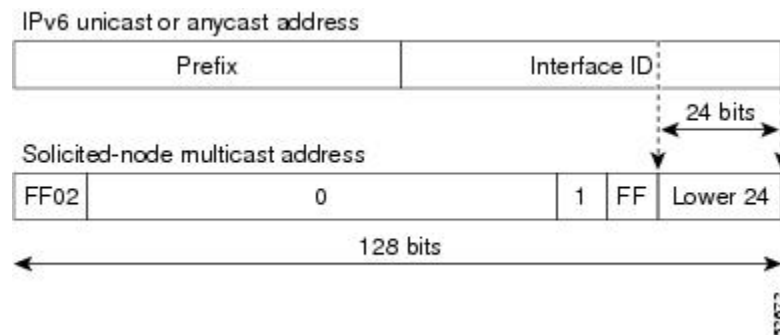 IPv6 unicast or anycast address
Prefix Interface ID
24 bits
Solicited-node multicast address
FF02 0 1 FF Lower 24
128 bits